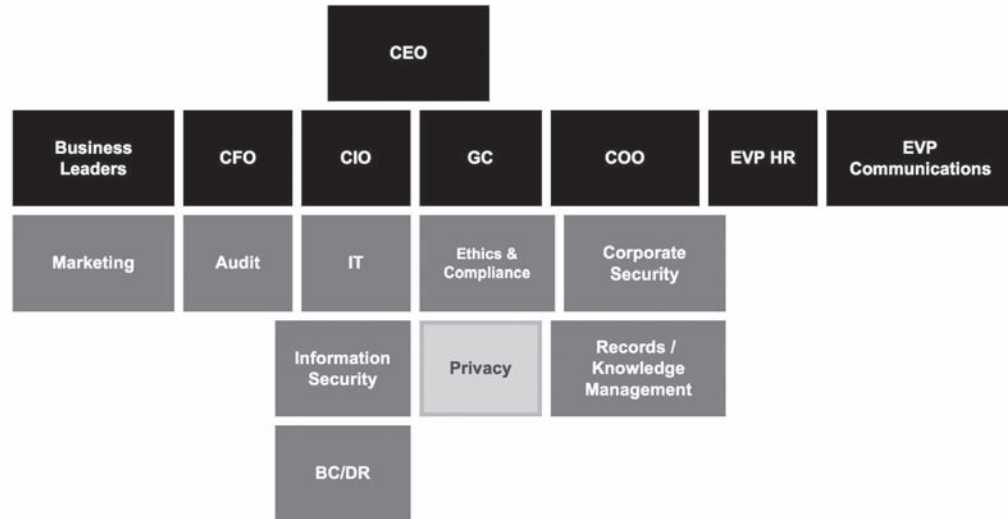 CEO
Business
Leaders
CFO
CIO
GC
COO
EVP HR
EVP
Communications
Marketing
Audit
IT
Ethics &
Compliance
Corporate
Security
Information
Security
Privacy
Records /
Knowledge
Management
BC/DR